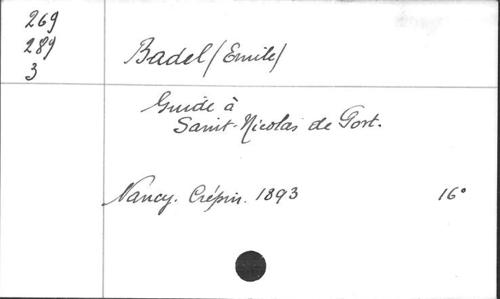 269
289
3
Badel (Emile)
Guide à
Saint-Nicolas de Port.
Nancy. Crépin. 1893 16°